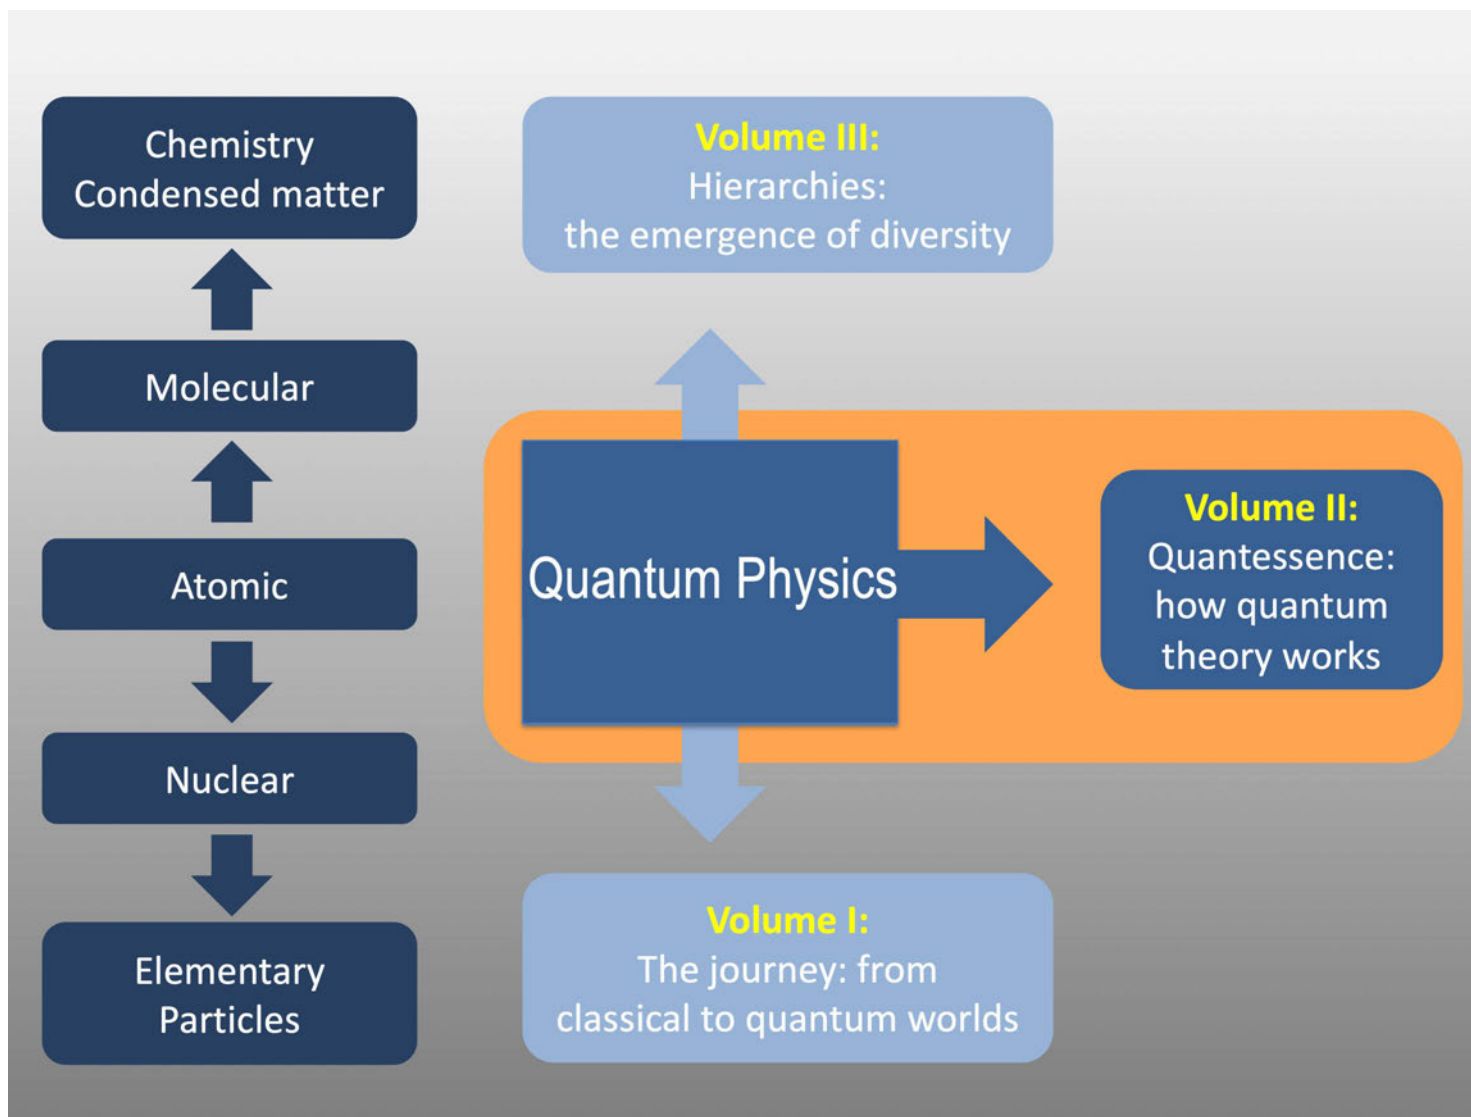 Chemistry
Condensed matter
Molecular
Atomic
Nuclear
Elementary
Particles
Volume III:
Hierarchies:
the emergence of diversity
Quantum Physics
Volume II:
Quantessence:
how quantum
theory works
Volume I:
The journey: from
classical to quantum worlds